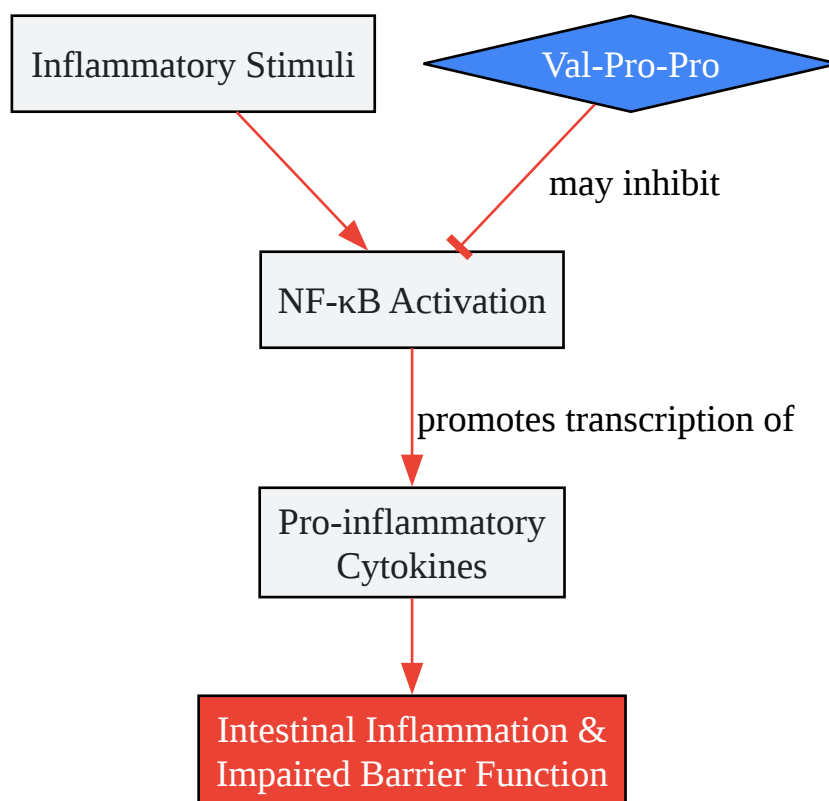 Inflammatory Stimuli
Val-Pro-Pro
may inhibit
NF-κB Activation
promotes transcription of
Pro-inflammatory
Cytokines
Intestinal Inflammation &
Impaired Barrier Function